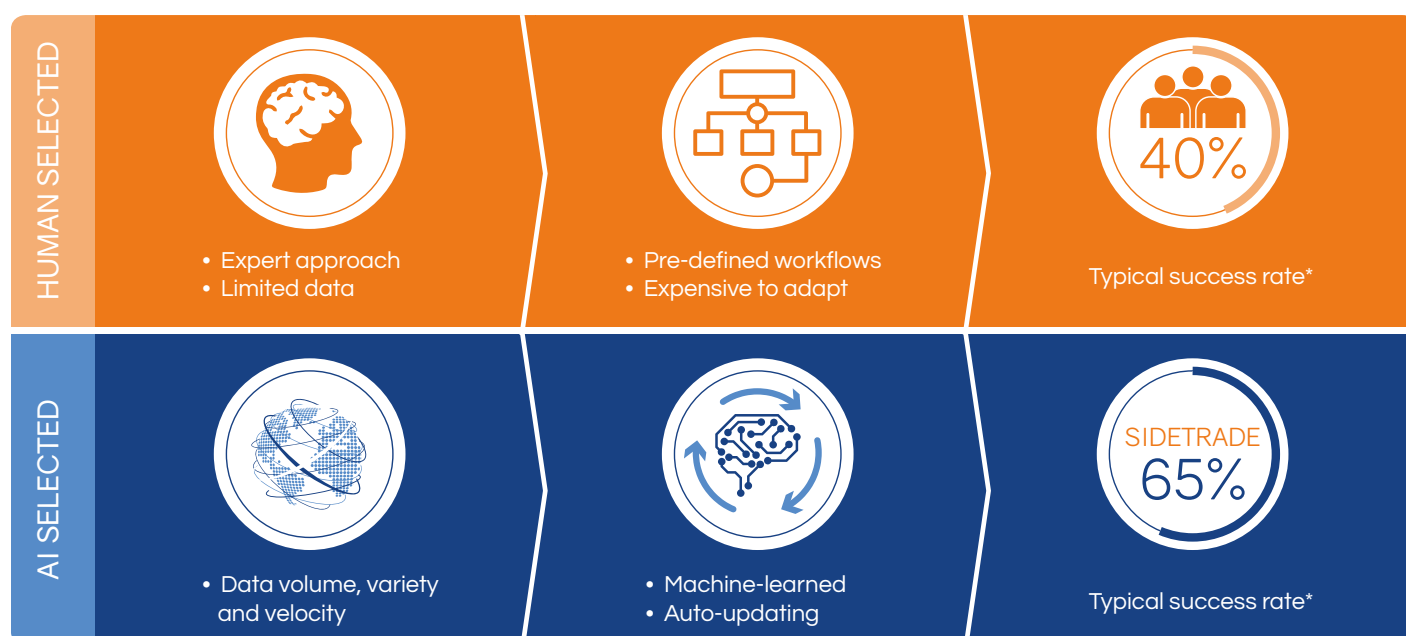 HUMAN SELECTED
• Expert approach
• Limited data
• Pre-defined workflows
• Expensive to adapt
40%
Typical success rate*
AI SELECTED
• Data volume, variety
and velocity
• Machine-learned
• Auto-updating
SIDETRADE
65%
Typical success rate*